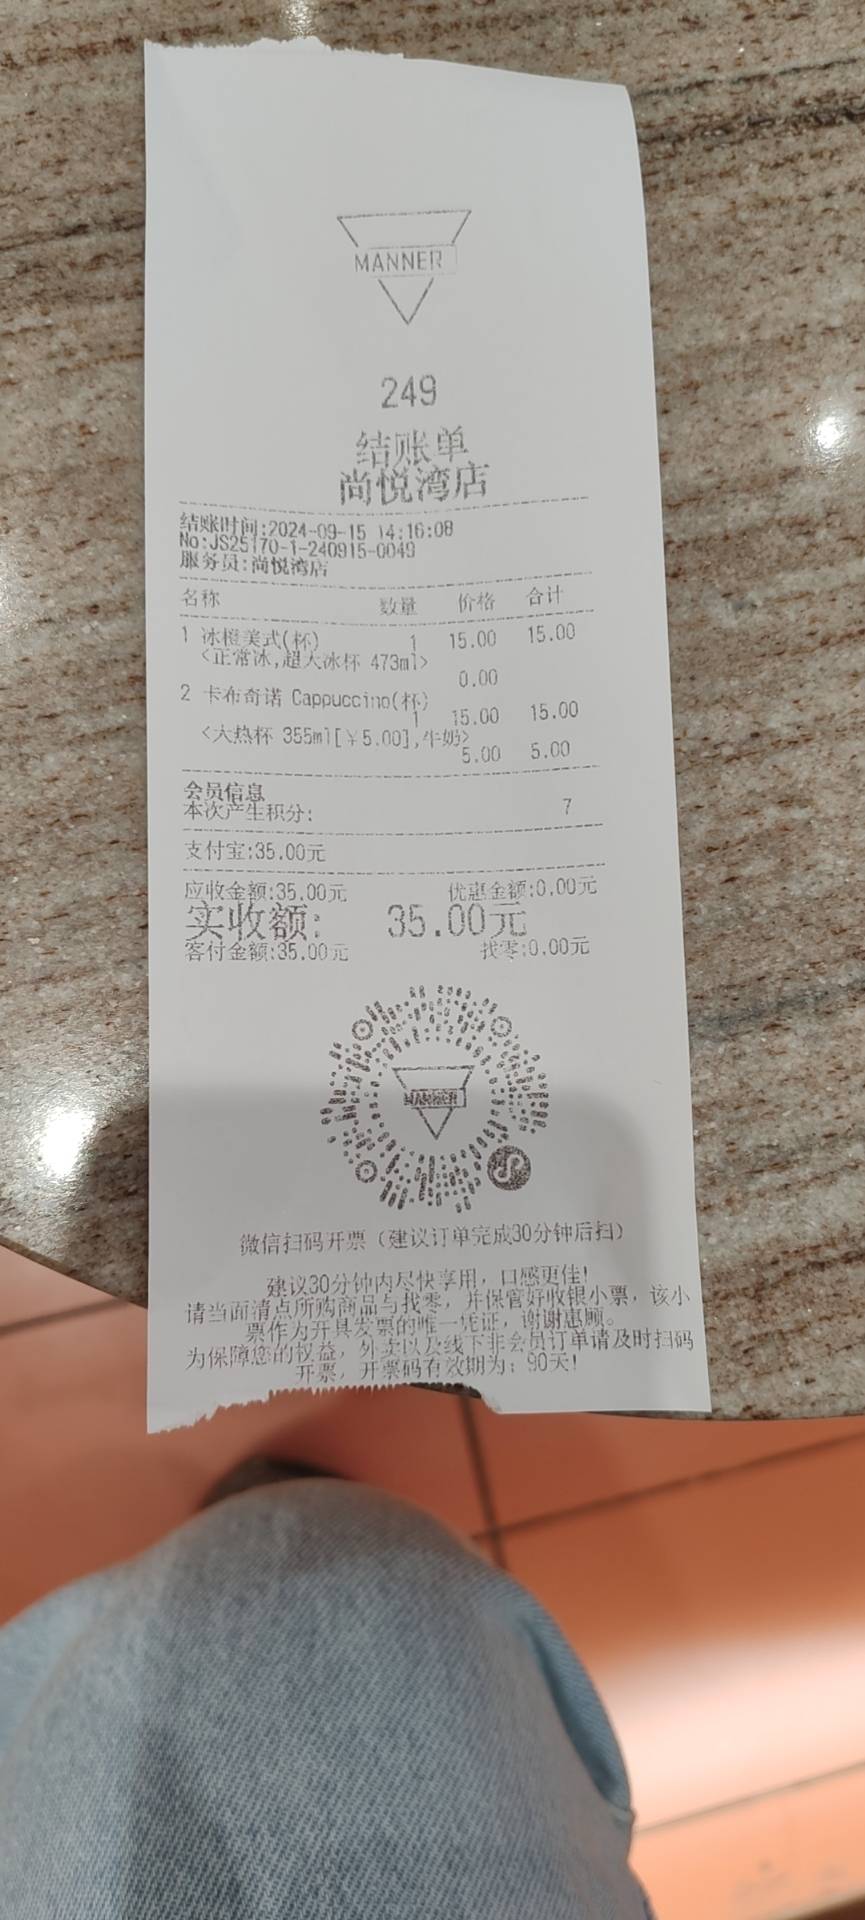 MANNER
249
结账单
尚悦湾店
结账时间:2024-09-15 14:16:08
No:JS25170-1-240915-0049
服务员:尚悦湾店
名称 数量 价格 合计
1 冰橙美式(杯) 1 15.00 15.00
<正常冰,超大冰杯 473ml>
0.00
2 卡布奇诺 Cappuccino(杯)
1 15.00 15.00
<大热杯 355ml[¥5.00],牛奶>
5.00 5.00
会员信息
本次产生积分: 7
支付宝:35.00元
应收金额:35.00元 优惠金额:0.00元
实收额: 35.00元
客付金额:35.00元 找零:0.00元
MANNER
微信扫码开票（建议订单完成30分钟后扫）
建议30分钟内尽快享用，口感更佳!
请当面清点所购商品与找零，并保管好收银小票，该小
票作为开具发票的唯一凭证，谢谢惠顾。
为保障您的权益，外卖以及线下非会员订单请及时扫码
开票，开票码有效期为：90天!